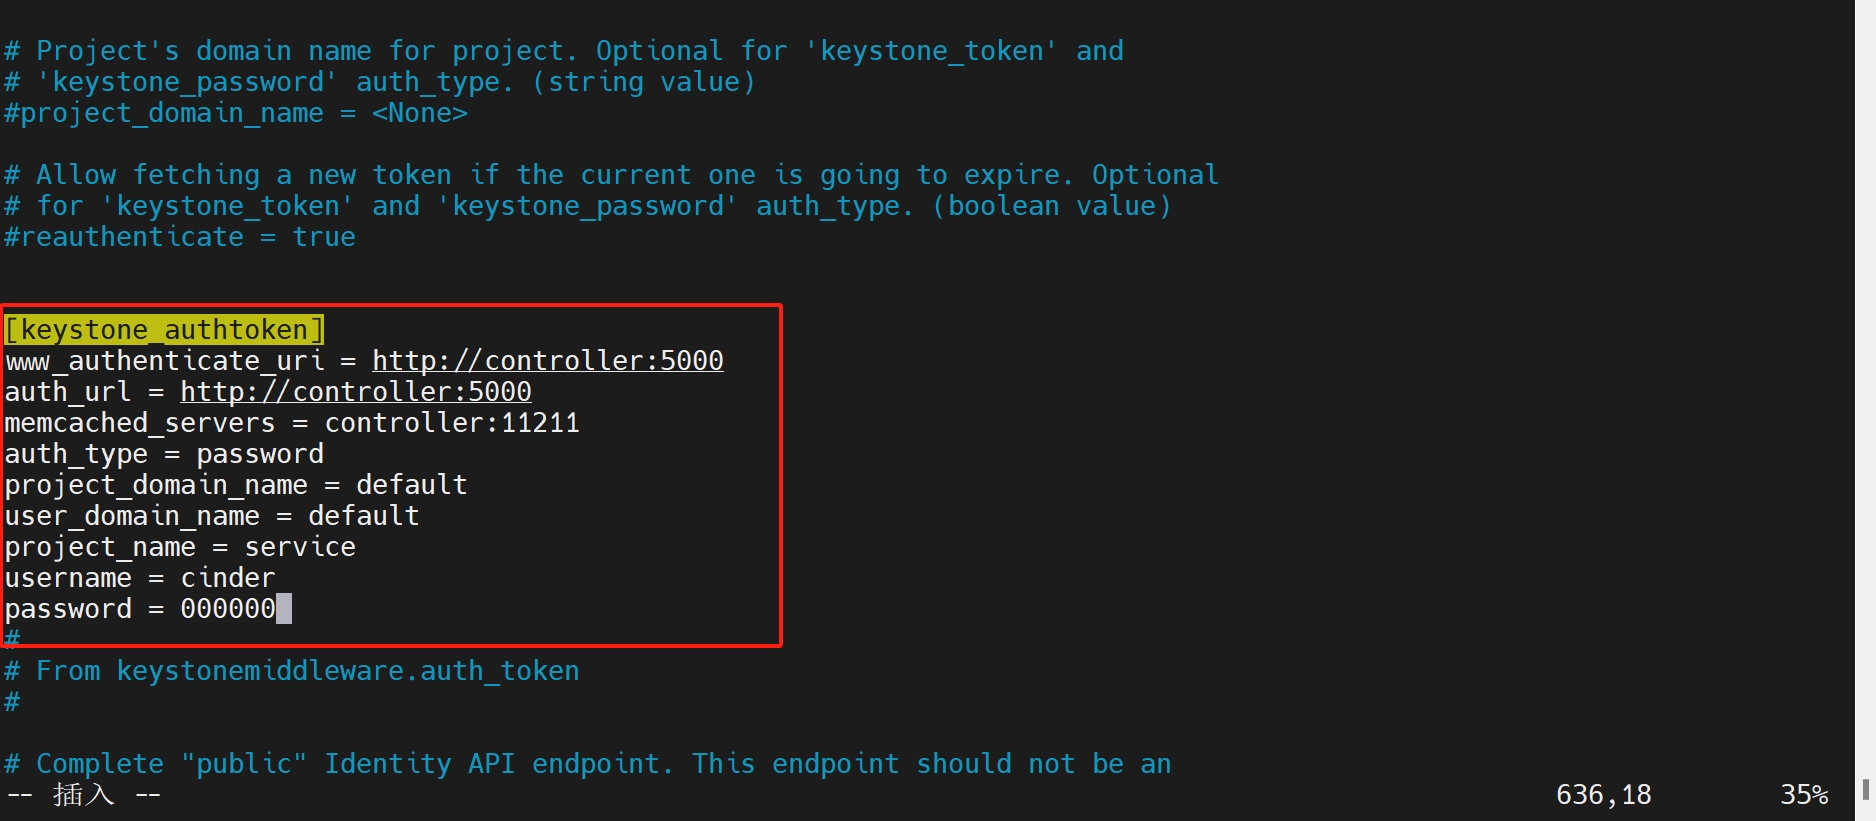 # Project's domain name for project. Optional for 'keystone_token' and
# 'keystone_password' auth_type. (string value)
#project_domain_name = <None>
# Allow fetching a new token if the current one is going to expire. Optional
# for 'keystone_token' and 'keystone_password' auth_type. (boolean value)
#reauthenticate = true
[keystone_authtoken]
www_authenticate_uri = http://controller:5000
auth_url = http://controller:5000
memcached_servers = controller:11211
auth_type = password
project_domain_name = default
user_domain_name = default
project_name = service
username = cinder
password = 000000
#
# From keystonemiddleware.auth_token
#
# Complete "public" Identity API endpoint. This endpoint should not be an
-- 插入 -- 636,18 35%